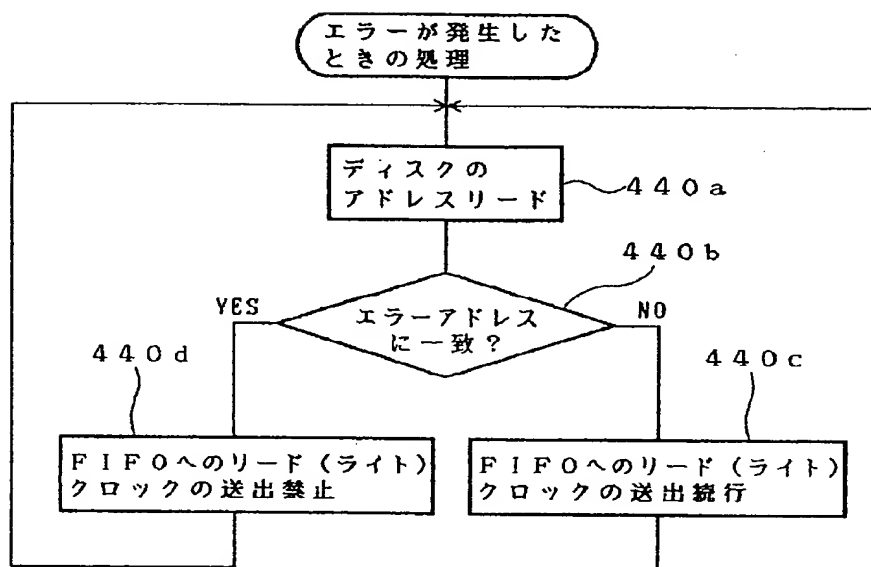 エラーが発生した
ときの処理
ディスクの
アドレスリード
440a
440b
YES
エラーアドレス
に一致?
NO
440d
440c
FIFOへのリード(ライト)
クロックの送出禁止
FIFOへのリード(ライト)
クロックの送出続行